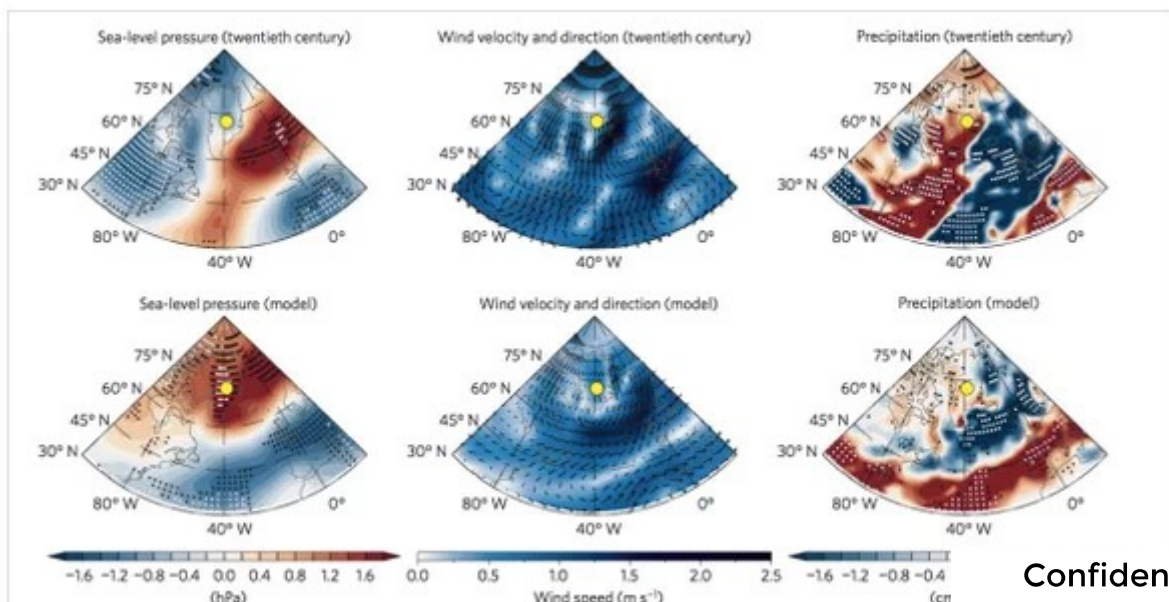 Sea-level pressure (twentieth century)
75° N
60° N
45° N
30° N
80° W
40° W
0°
Wind velocity and direction (twentieth century)
75° N
60° N
45° N
30° N
80° W
40° W
0°
Precipitation (twentieth century)
75° N
60° N
45° N
30° N
80° W
40° W
0°
Sea-level pressure (model)
75° N
60° N
45° N
30° N
80° W
40° W
0°
Wind velocity and direction (model)
75° N
60° N
45° N
30° N
80° W
40° W
0°
Precipitation (model)
75° N
60° N
45° N
30° N
80° W
40° W
0°
−1.6 −1.2 −0.8 −0.4 0.0 0.4 0.8 1.2 1.6
(hPa)
0.0 0.5 1.0 1.5 2.0 2.5
Wind speed (m s⁻¹)
−1.6 −1.2 −0.8 −0.4
(cm
Confiden